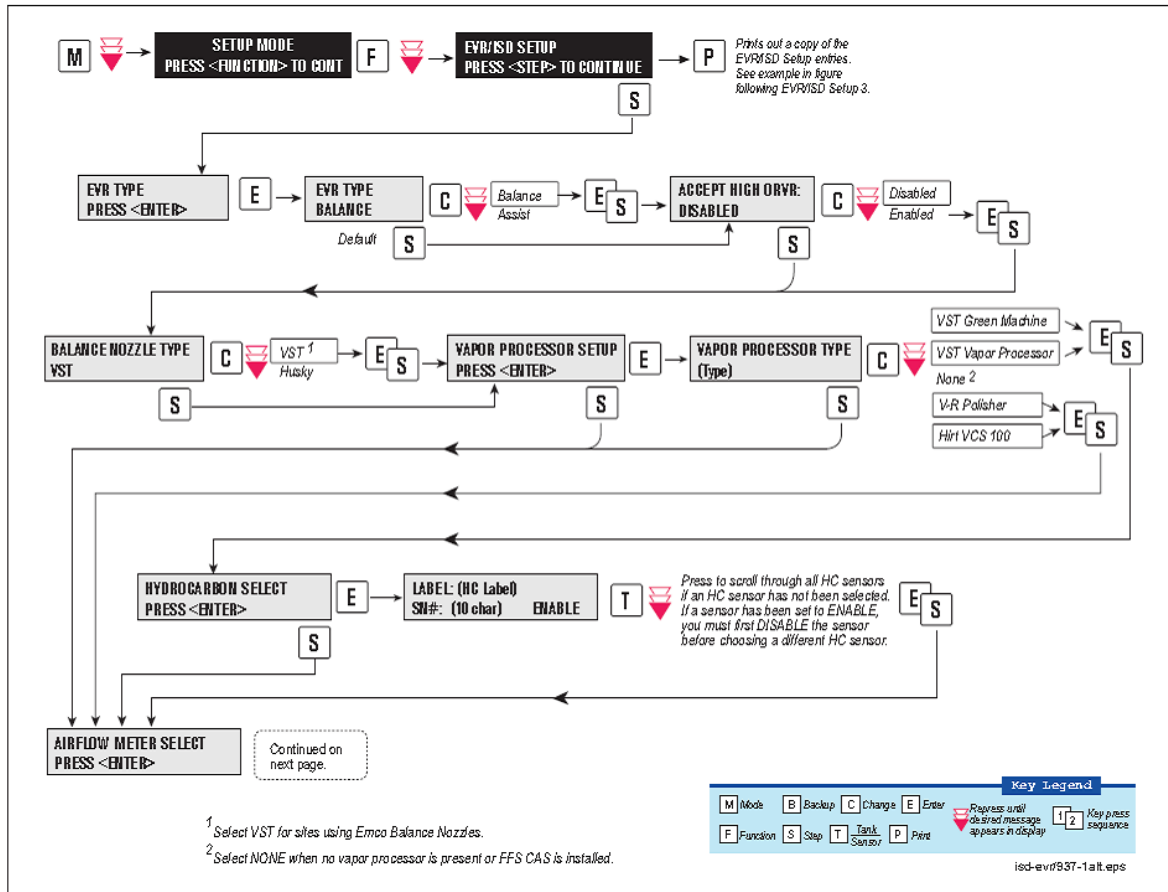 M
SETUP MODE
PRESS <FUNCTION> TO CONT
F
EVR/ISD SETUP
PRESS <STEP> TO CONTINUE
P
Prints out a copy of the
EVR/ISD Setup entries.
See example in figure
following EVR/ISD Setup 3.
S
EVR TYPE
PRESS <ENTER>
E
EVR TYPE
BALANCE
C
Balance
Assist
E
S
ACCEPT HIGH ORVR:
DISABLED
C
Disabled
Enabled
E
S
Default
S
S
BALANCE NOZZLE TYPE
VST
C
VST 1
Husky
E
S
VAPOR PROCESSOR SETUP
PRESS <ENTER>
E
VAPOR PROCESSOR TYPE
(Type)
C
VST Green Machine
VST Vapor Processor
E
S
None 2
V-R Polisher
Hirt VCS 100
E
S
S
S
S
HYDROCARBON SELECT
PRESS <ENTER>
E
LABEL: (HC Label)
SN#: (10 char) ENABLE
T
Press to scroll through all HC sensors
if an HC sensor has not been selected.
If a sensor has been set to ENABLE,
you must first DISABLE the sensor
before choosing a different HC sensor.
E
S
S
AIRFLOW METER SELECT
PRESS <ENTER>
Continued on
next page.
1 Select VST for sites using Emco Balance Nozzles.
2 Select NONE when no vapor processor is present or FFS CAS is installed.
Key Legend
M Mode B Backup C Change E Enter
F Function S Step T Tank Sensor P Print
Repress until
desired message
appears in display
1 2 Key press
sequence
isd-evr/937-1alt.eps